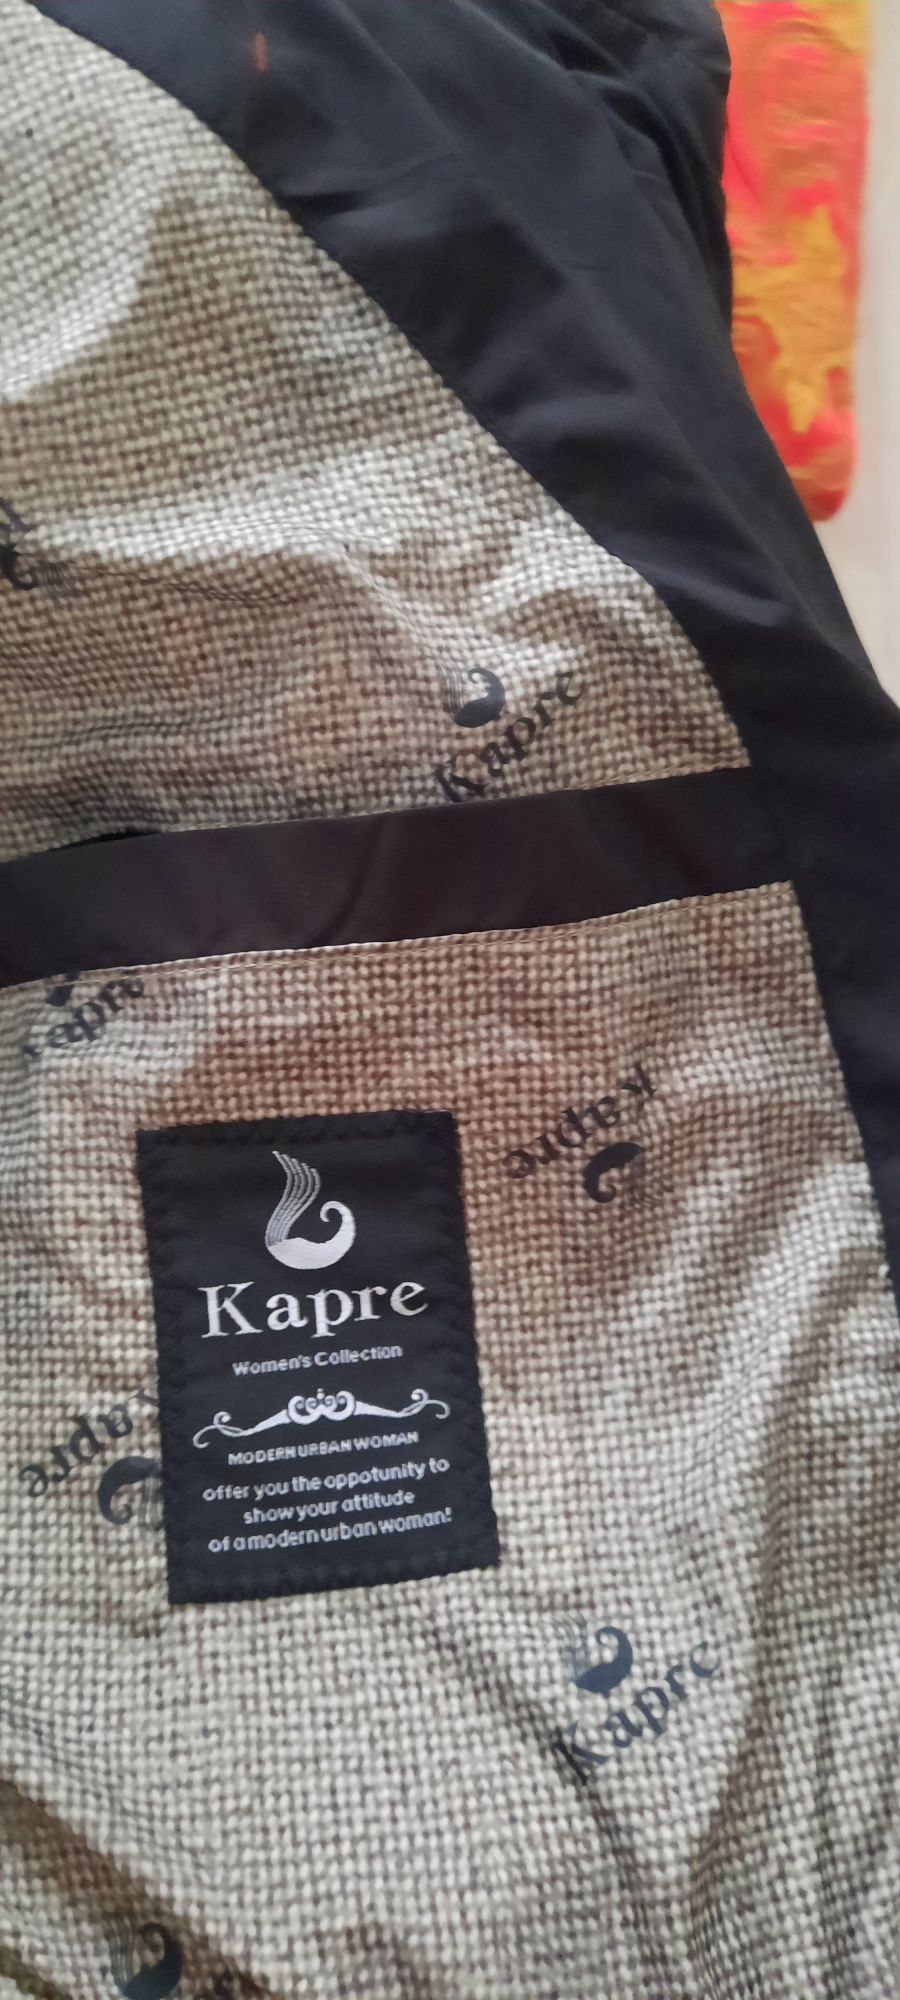 Kapre
apre
Kapre
Kapre
Women's Collection
MODERN URBAN WOMAN
offer you the oppotunity to
show your attitude
of a modern urban woman!
Kapre
Kapre